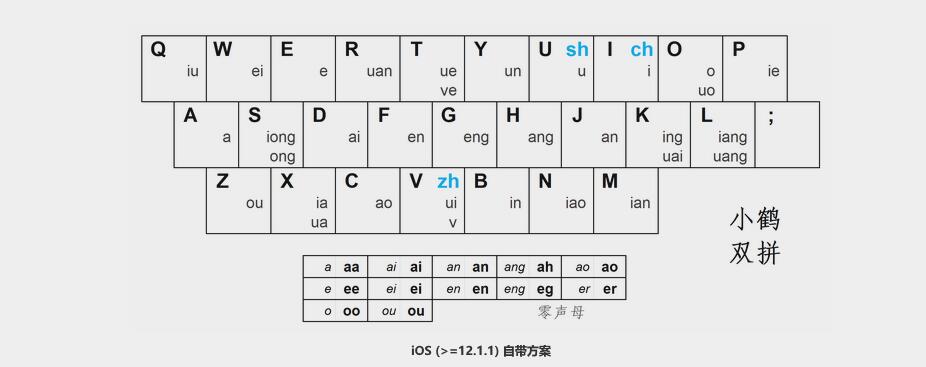 Q W E R T Y U sh I ch O P
iu ei e uan ue un u i o ie
ve uo
A S D F G H J K L ;
a iong ai en eng ang an ing iang
ong uai uang
Z X C V zh B N M
ou ia ao ui in iao ian
ua v
小鹤
双拼
a aa ai ai an an ang ah ao ao
e ee ei ei en en eng eg er er
o oo ou ou
零声母
iOS (>=12.1.1) 自带方案